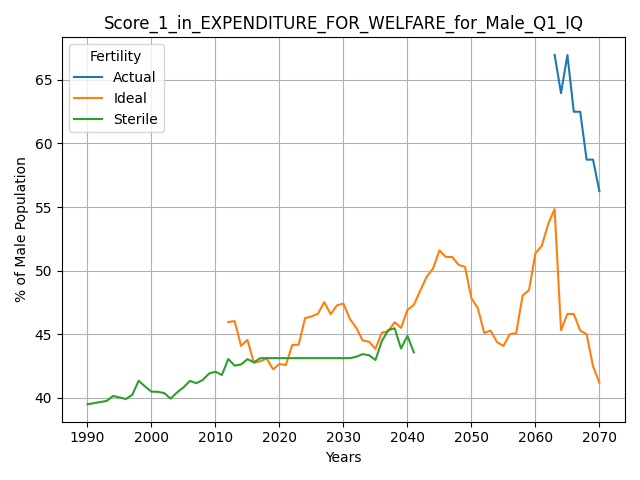 Score_1_in_EXPENDITURE_FOR_WELFARE_for_Male_Q1_IQ
Fertility
Actual
Ideal
Sterile
% of Male Population
65
60
55
50
45
40
1990 2000 2010 2020 2030 2040 2050 2060 2070
Years